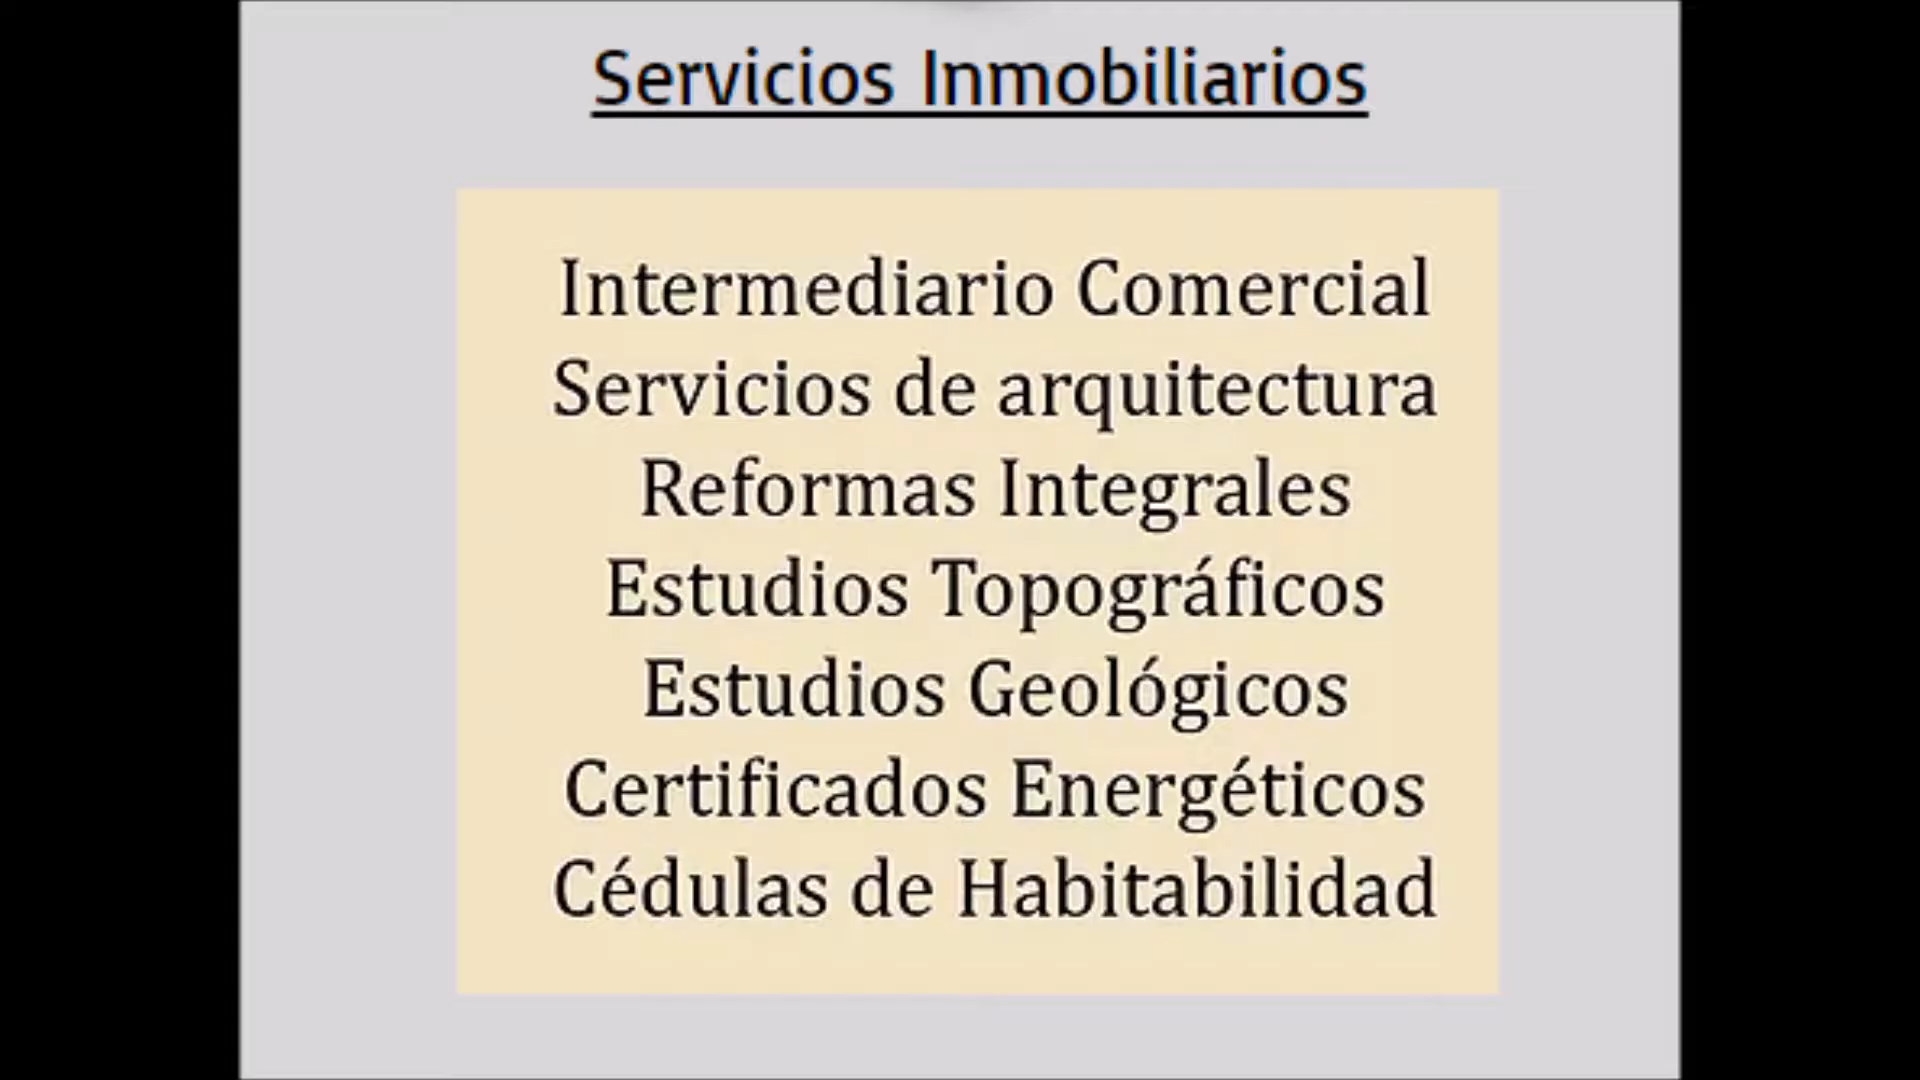 Servicios Inmobiliarios
Intermediario Comercial
Servicios de arquitectura
Reformas Integrales
Estudios Topográficos
Estudios Geológicos
Certificados Energéticos
Cédulas de Habitabilidad